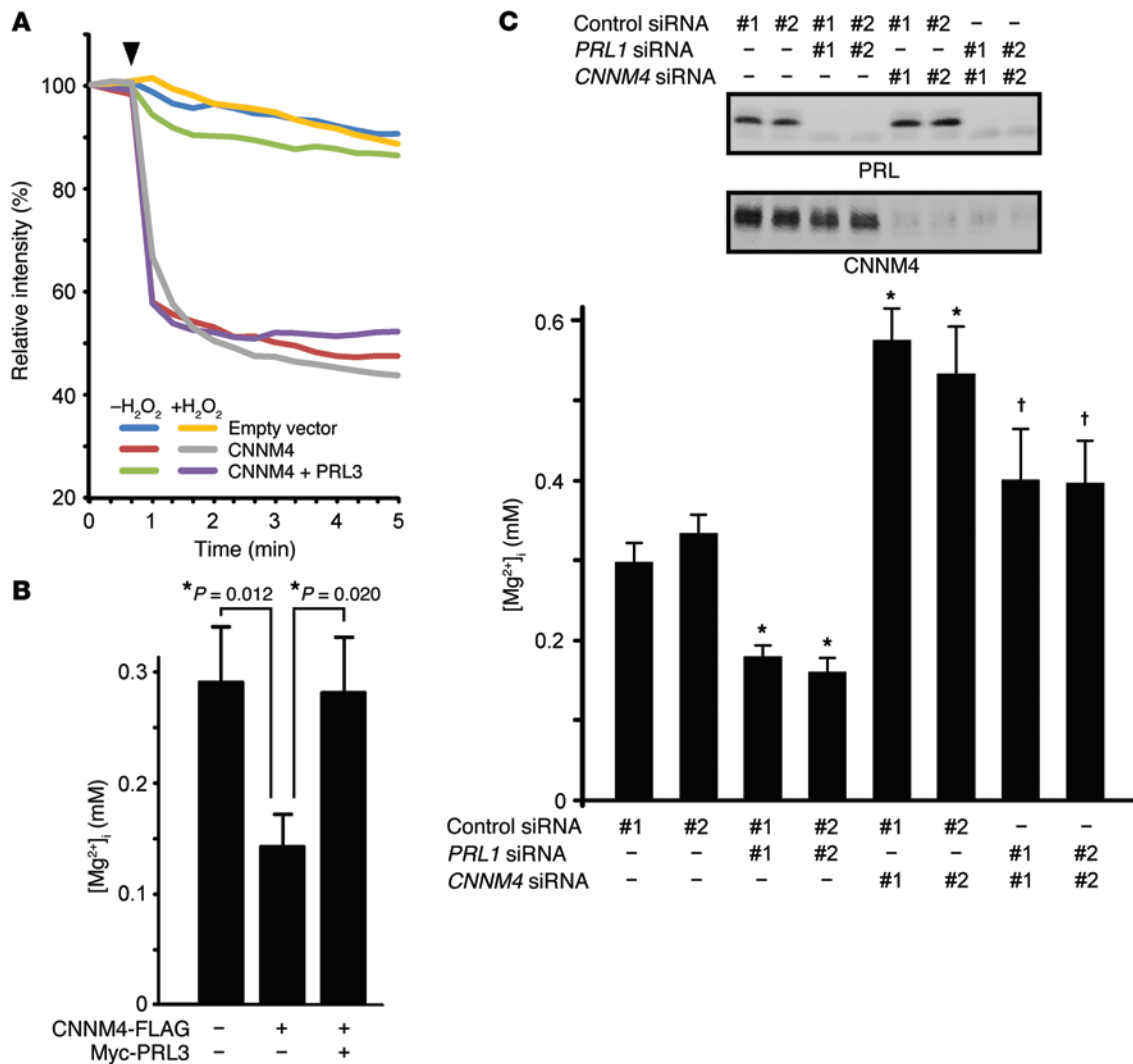 A
Relative intensity (%)
100
80
60
40
20
0 1 2 3 4 5
Time (min)
–H2O2 +H2O2
Empty vector
CNNM4
CNNM4 + PRL3
B
*P = 0.012 *P = 0.020
[Mg2+]i (mM)
0.3
0.2
0.1
0
CNNM4-FLAG – + +
Myc-PRL3 – – +
C
Control siRNA #1 #2 #1 #2 #1 #2 – –
PRL1 siRNA – – #1 #2 – – #1 #2
CNNM4 siRNA – – – – #1 #2 #1 #2
PRL
CNNM4
[Mg2+]i (mM)
0.6
0.4
0.2
0
* * * * † †
Control siRNA #1 #2 #1 #2 #1 #2 – –
PRL1 siRNA – – #1 #2 – – #1 #2
CNNM4 siRNA – – – – #1 #2 #1 #2